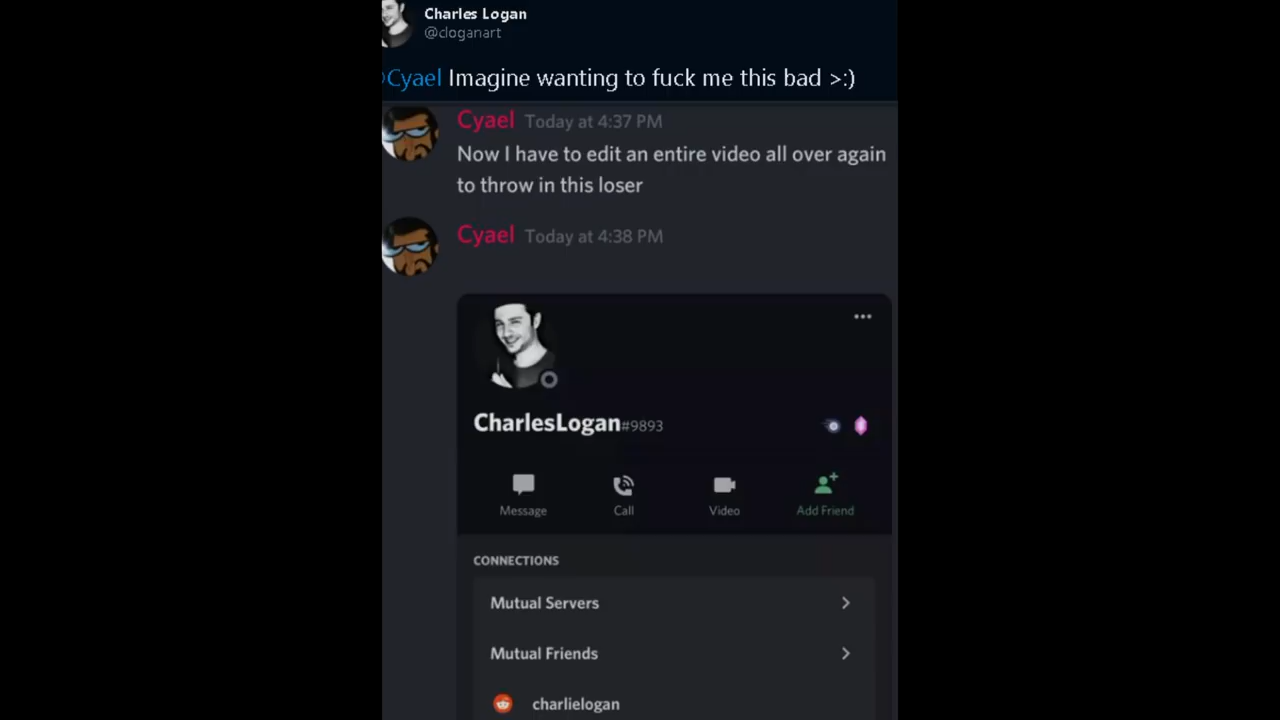 Charles Logan
@cloganart
Cyael Imagine wanting to fuck me this bad >:)
Cyael Today at 4:37 PM
Now I have to edit an entire video all over again
to throw in this loser
Cyael Today at 4:38 PM
CharlesLogan#9893
Message Call Video Add Friend
CONNECTIONS
Mutual Servers
Mutual Friends
charlielogan